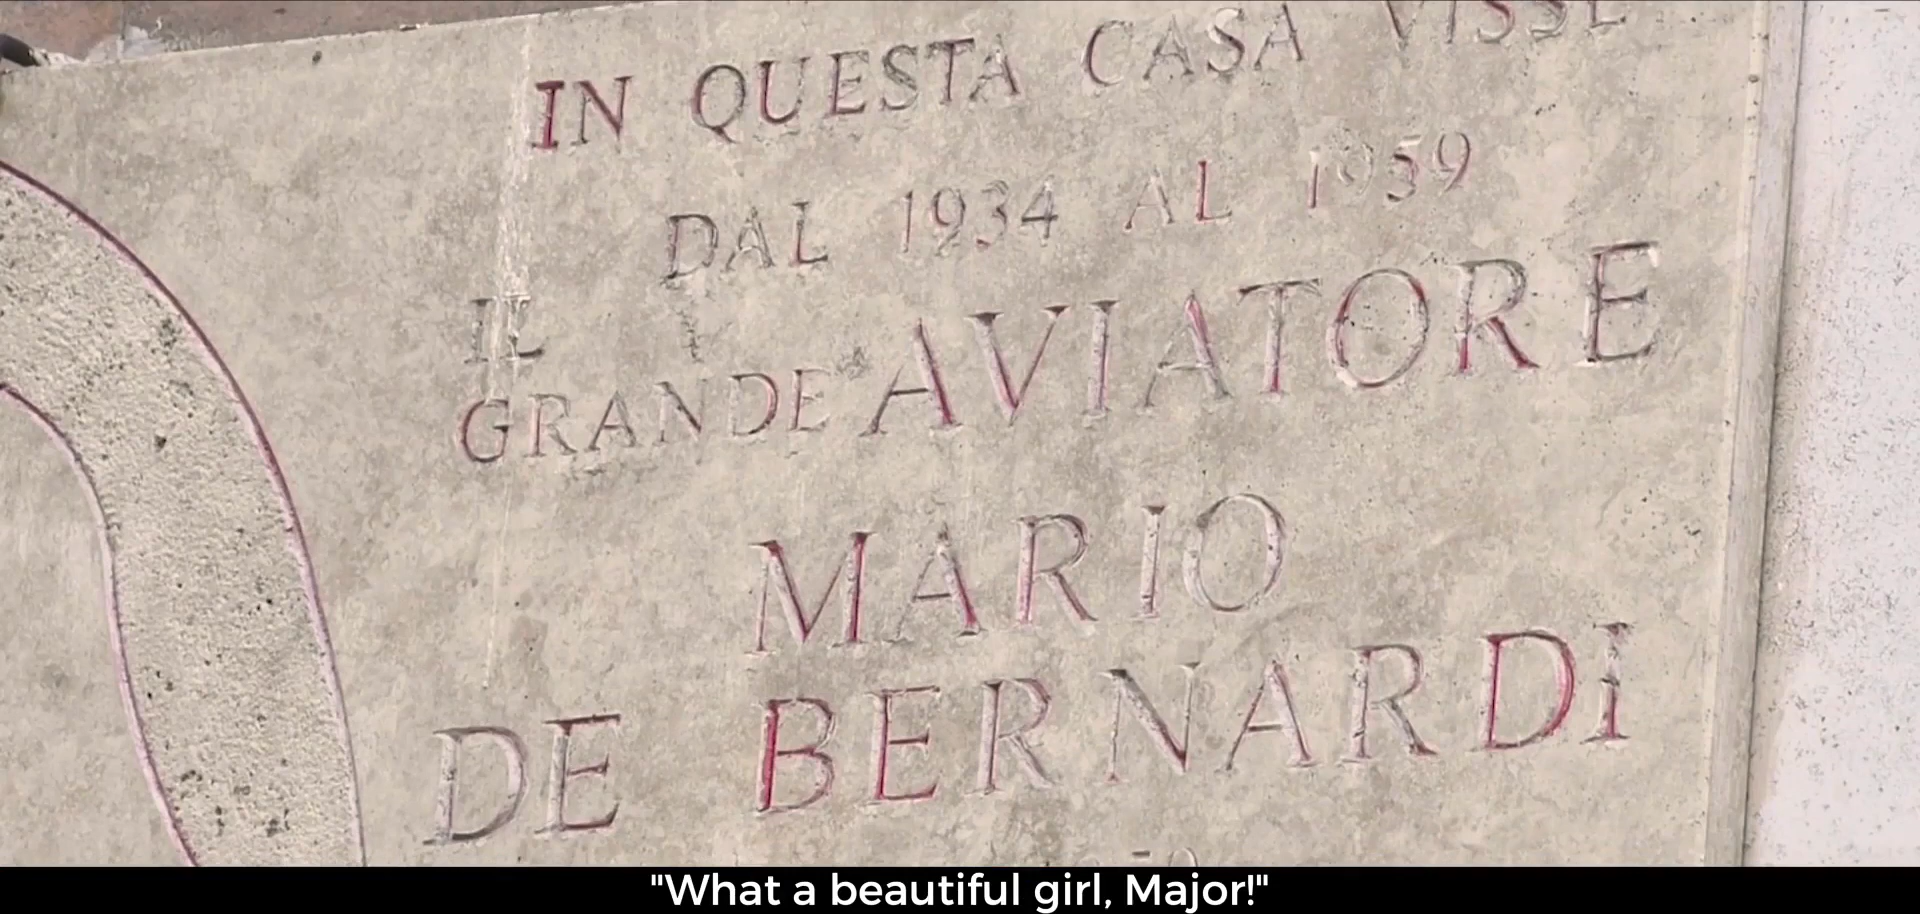 IN QUESTA CASA VISSE
DAL 1934 AL 1959
IL
GRANDE AVIATORE
MARIO
DE BERNARDI
"What a beautiful girl, Major!"